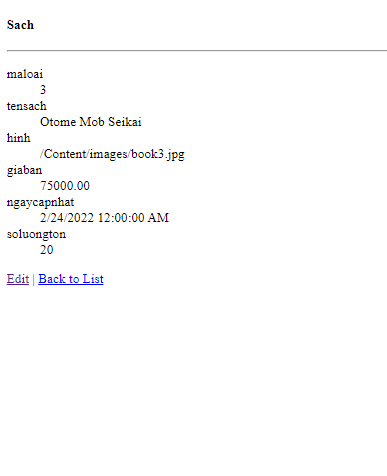 Sach
maloai
3
tensach
Otome Mob Seikai
hinh
/Content/images/book3.jpg
giaban
75000.00
ngaycapnhat
2/24/2022 12:00:00 AM
soluongton
20
Edit | Back to List